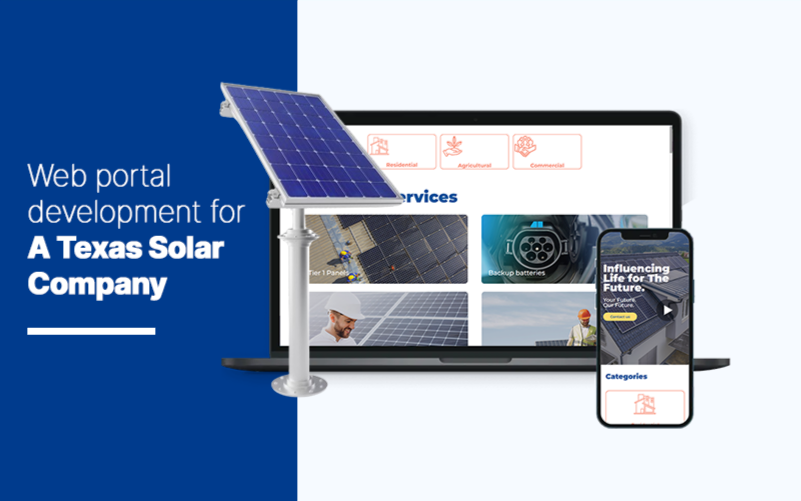 Web portal
development for
A Texas Solar
Company
Residential
Agricultural
Commercial
ervices
Tier 1 Panels
Backup batteries
Influencing
Life for The
Future.
Your Future.
Our Future.
Contact us
Categories